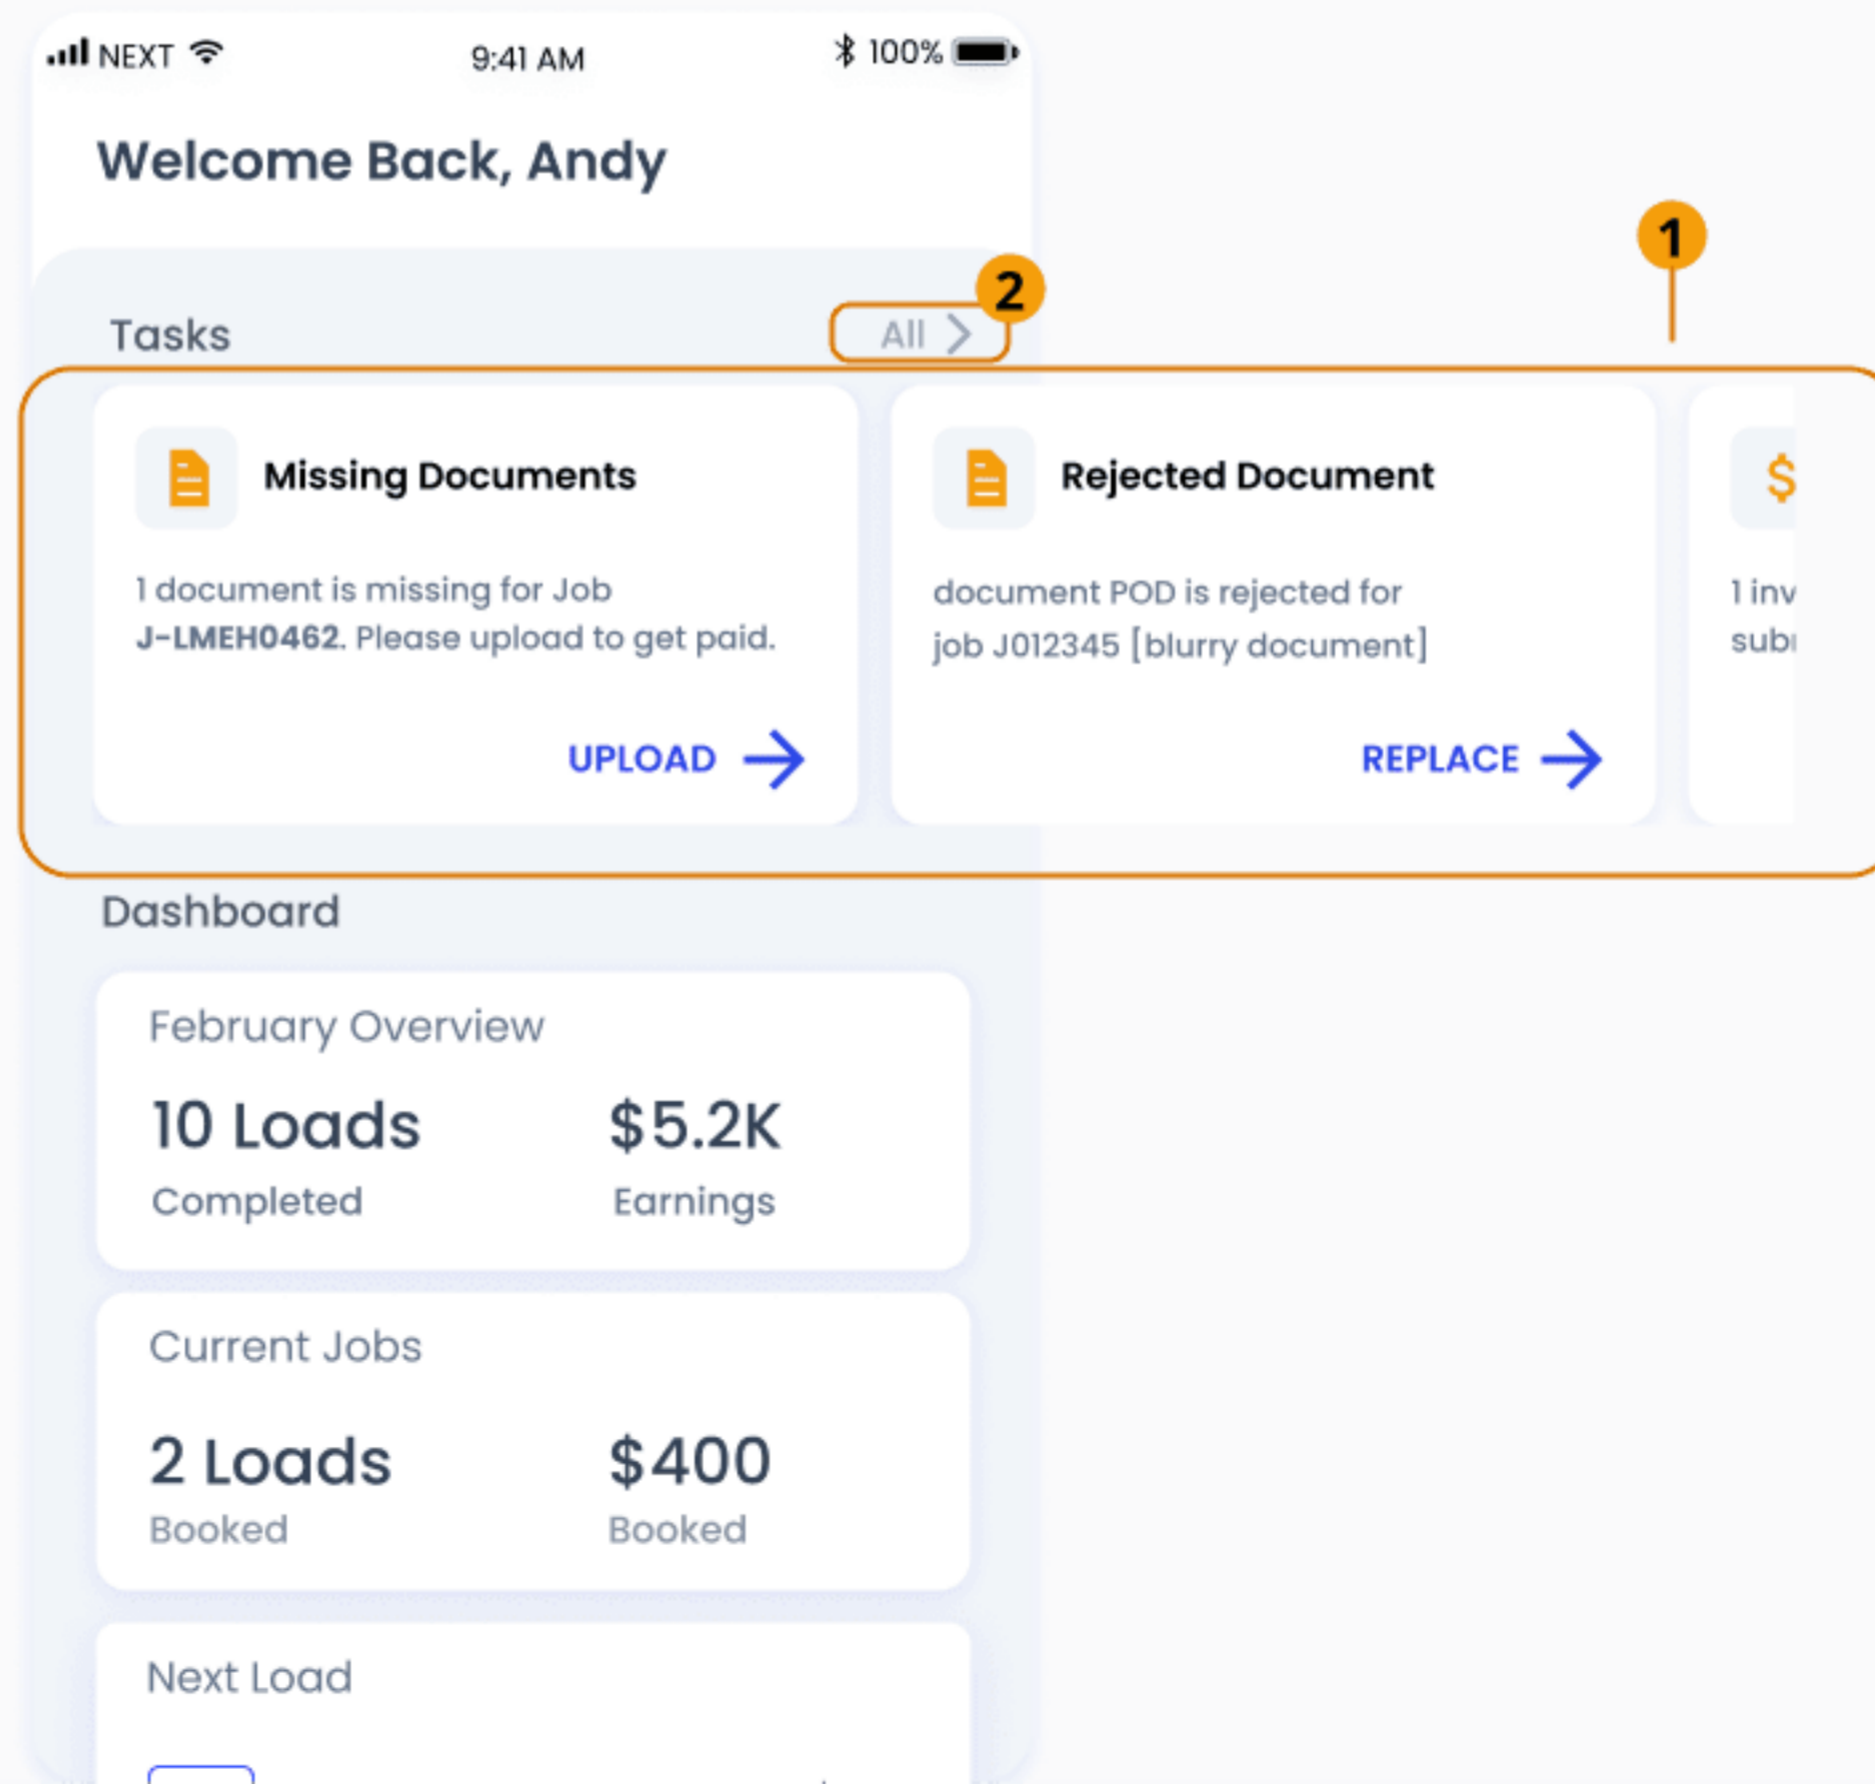 NEXT 9:41 AM 100%
Welcome Back, Andy
1
2
Tasks All
Missing Documents
1 document is missing for Job
J-LMEH0462. Please upload to get paid.
UPLOAD
Rejected Document
document POD is rejected for
job J012345 [blurry document]
REPLACE
$
1 inv
sub
Dashboard
February Overview
10 Loads $5.2K
Completed Earnings
Current Jobs
2 Loads $400
Booked Booked
Next Load